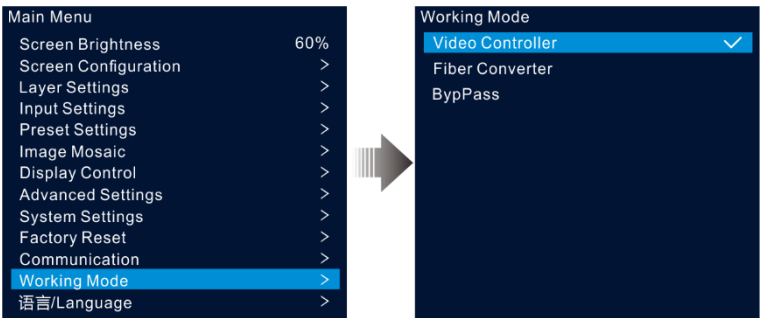 Main Menu
Screen Brightness 60%
Screen Configuration >
Layer Settings >
Input Settings >
Preset Settings >
Image Mosaic >
Display Control >
Advanced Settings >
System Settings >
Factory Reset >
Communication >
Working Mode >
语言/Language >
Working Mode
Video Controller ✓
Fiber Converter
BypPass